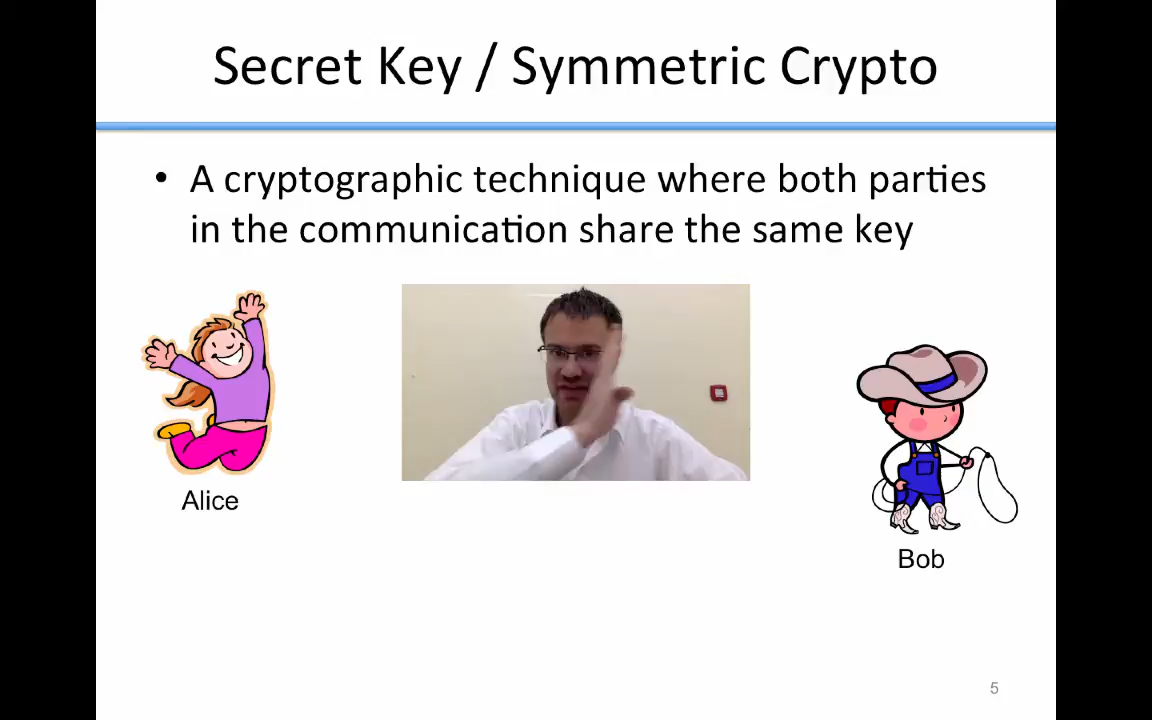 Secret Key / Symmetric Crypto
• A cryptographic technique where both parties
in the communication share the same key
Alice
Bob
5